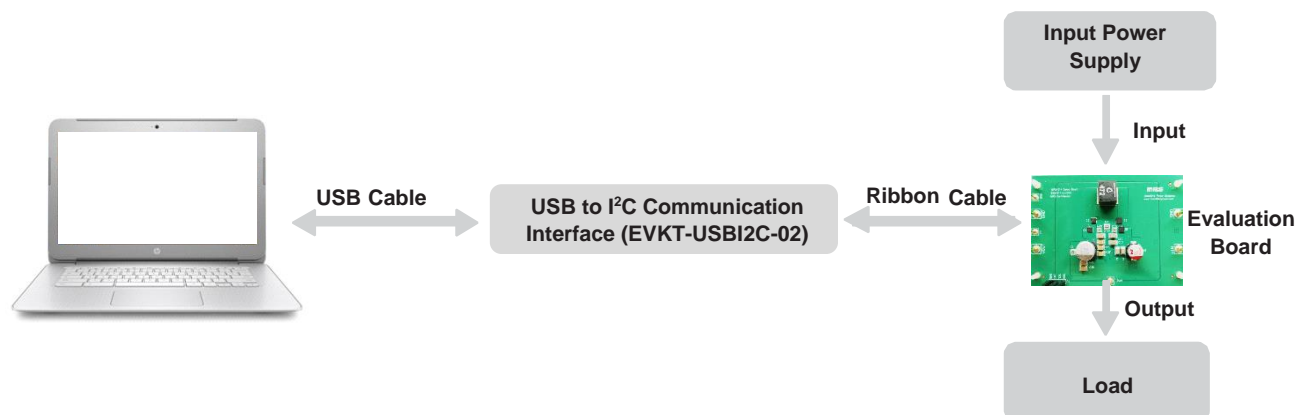 Input Power
Supply
Input
USB Cable
USB to I²C Communication
Interface (EVKT-USBI2C-02)
Ribbon Cable
Evaluation
Board
Output
Load